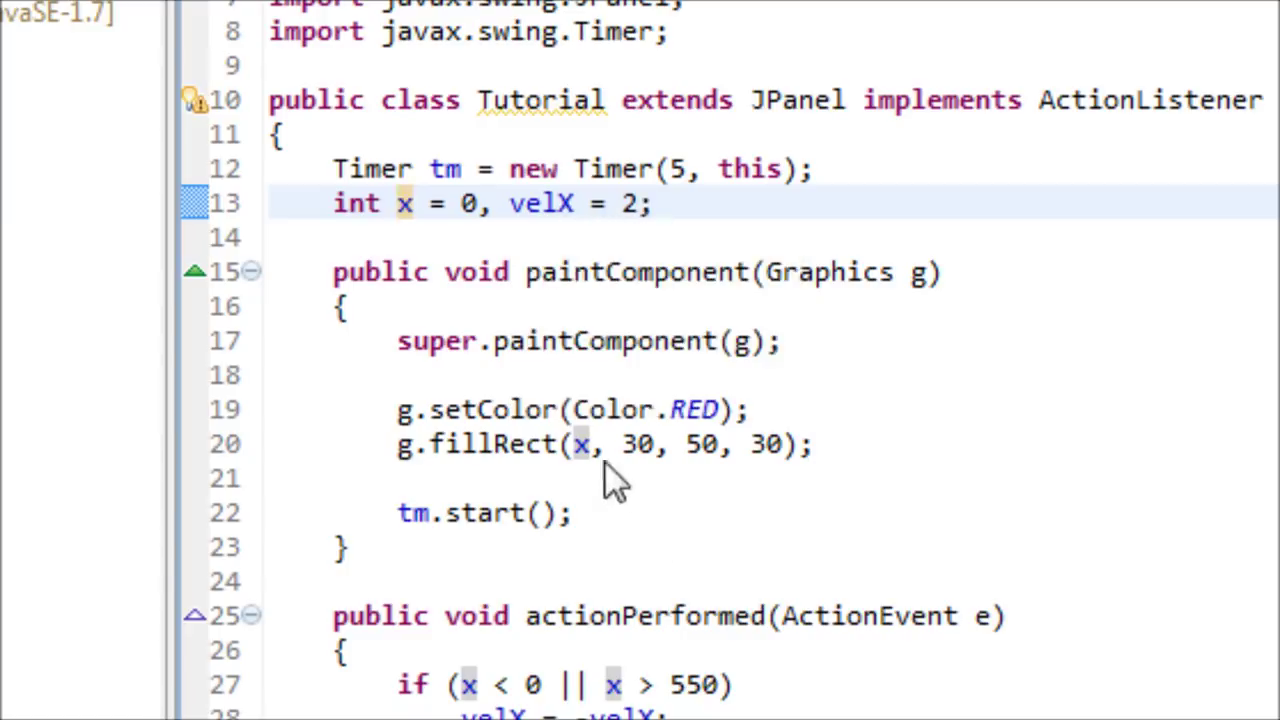 vaSE-1.7]
7 import javax.swing.JPanel;
8 import javax.swing.Timer;
9
10 public class Tutorial extends JPanel implements ActionListener
11 {
12 Timer tm = new Timer(5, this);
13 int x = 0, velX = 2;
14
15 public void paintComponent(Graphics g)
16 {
17 super.paintComponent(g);
18
19 g.setColor(Color.RED);
20 g.fillRect(x, 30, 50, 30);
21
22 tm.start();
23 }
24
25 public void actionPerformed(ActionEvent e)
26 {
27 if (x < 0 || x > 550)
28 velX = -velX;